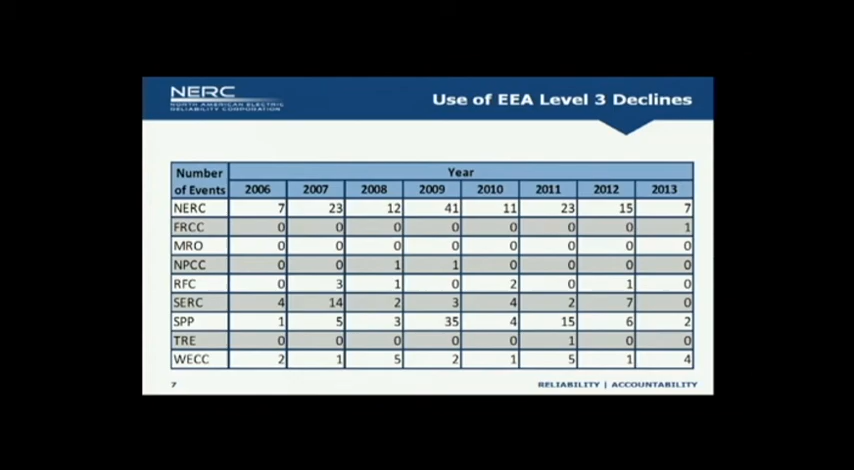 NERC
NORTH AMERICAN ELECTRIC
RELIABILITY CORPORATION
Use of EEA Level 3 Declines
Number of Events Year
2006 2007 2008 2009 2010 2011 2012 2013
NERC 7 23 12 41 11 23 15 7
FRCC 0 0 0 0 0 0 0 1
MRO 0 0 0 0 0 0 0 0
NPCC 0 0 1 1 0 0 0 0
RFC 0 3 1 0 2 0 1 0
SERC 4 14 2 3 4 2 7 0
SPP 1 5 3 35 4 15 6 2
TRE 0 0 0 0 0 1 0 0
WECC 2 1 5 2 1 5 1 4
7
RELIABILITY | ACCOUNTABILITY